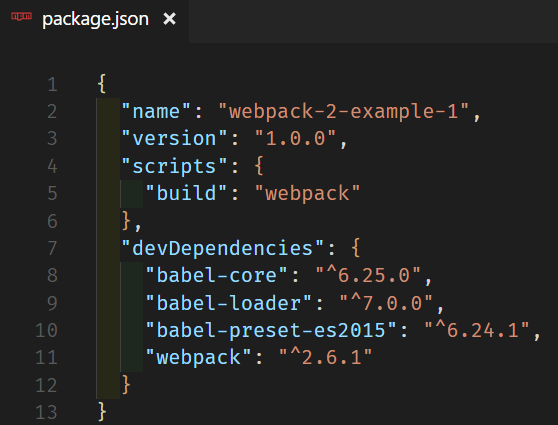 package.json ×
1 {
2 "name": "webpack-2-example-1",
3 "version": "1.0.0",
4 "scripts": {
5 "build": "webpack"
6 },
7 "devDependencies": {
8 "babel-core": "^6.25.0",
9 "babel-loader": "^7.0.0",
10 "babel-preset-es2015": "^6.24.1",
11 "webpack": "^2.6.1"
12 }
13 }